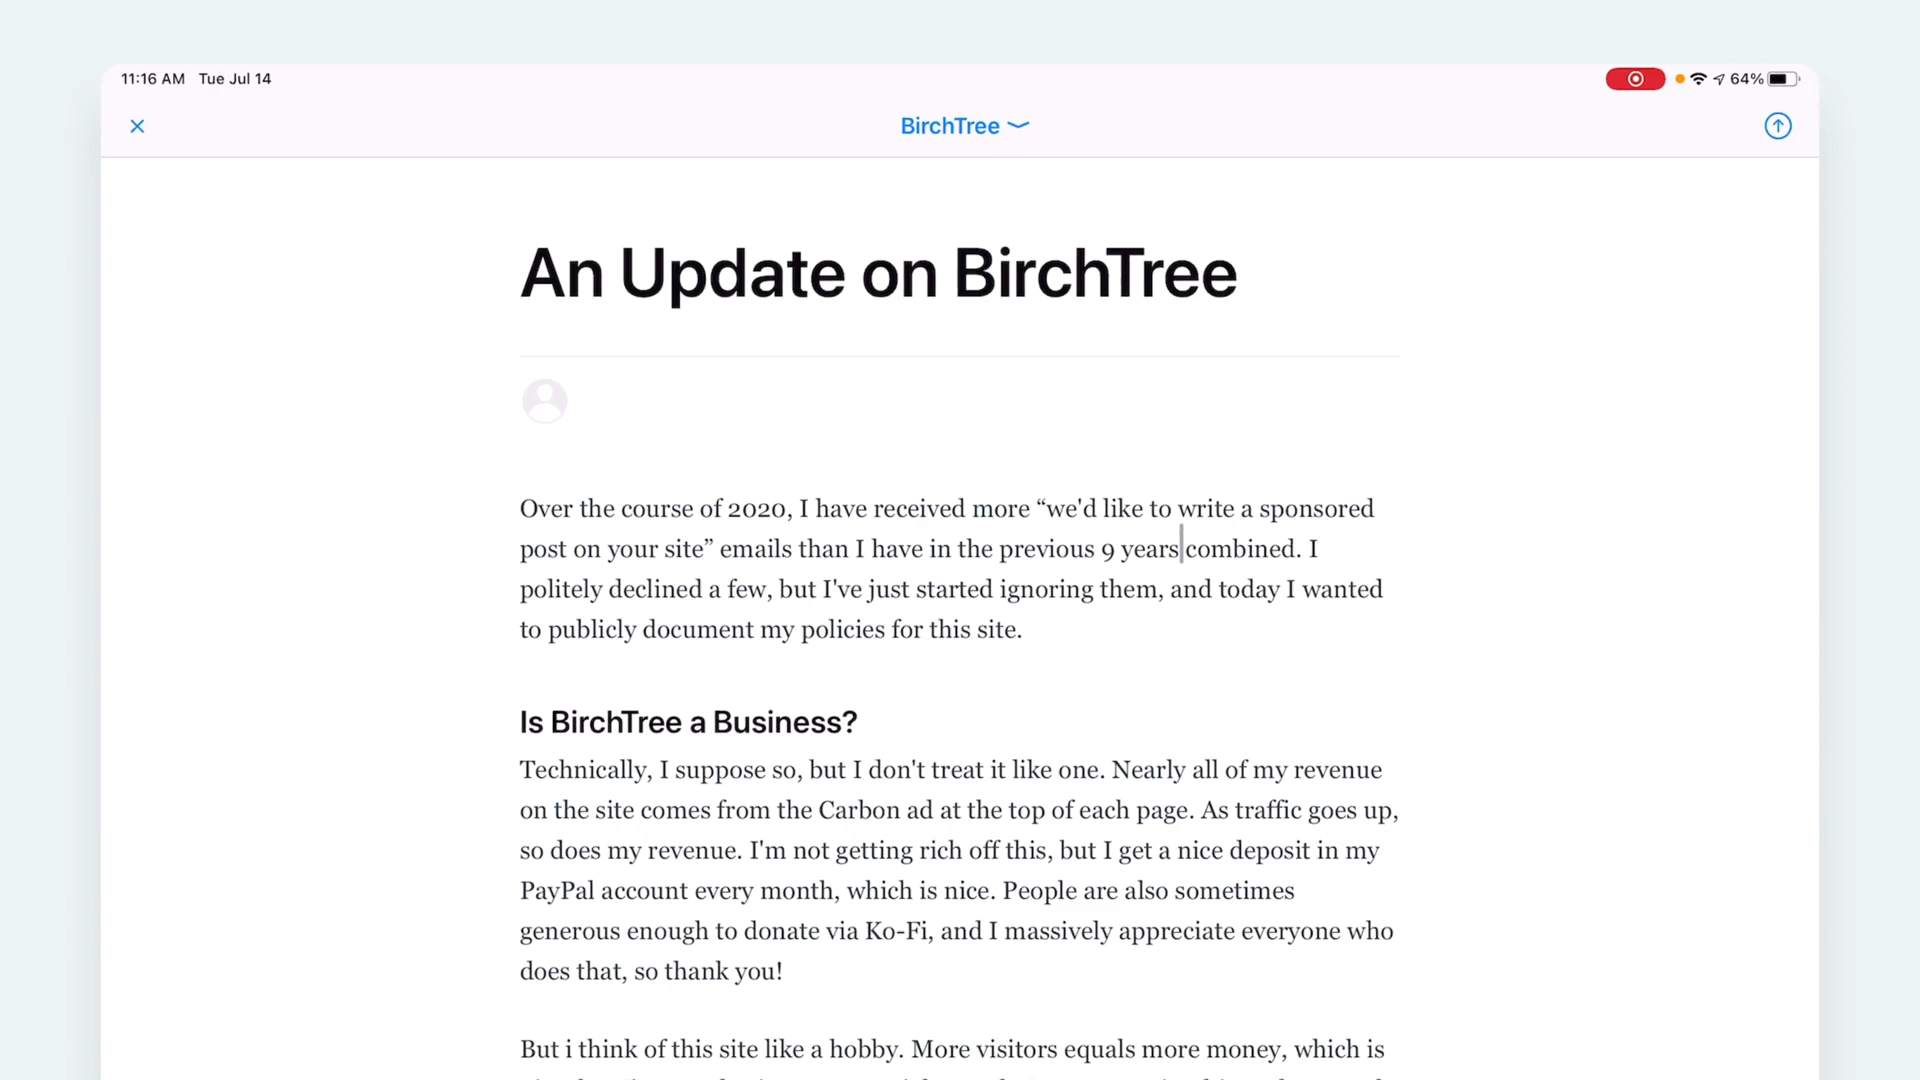 11:16 AM Tue Jul 14
64%
BirchTree
An Update on BirchTree
Over the course of 2020, I have received more “we'd like to write a sponsored
post on your site” emails than I have in the previous 9 years combined. I
politely declined a few, but I've just started ignoring them, and today I wanted
to publicly document my policies for this site.
Is BirchTree a Business?
Technically, I suppose so, but I don't treat it like one. Nearly all of my revenue
on the site comes from the Carbon ad at the top of each page. As traffic goes up,
so does my revenue. I'm not getting rich off this, but I get a nice deposit in my
PayPal account every month, which is nice. People are also sometimes
generous enough to donate via Ko-Fi, and I massively appreciate everyone who
does that, so thank you!
But i think of this site like a hobby. More visitors equals more money, which is